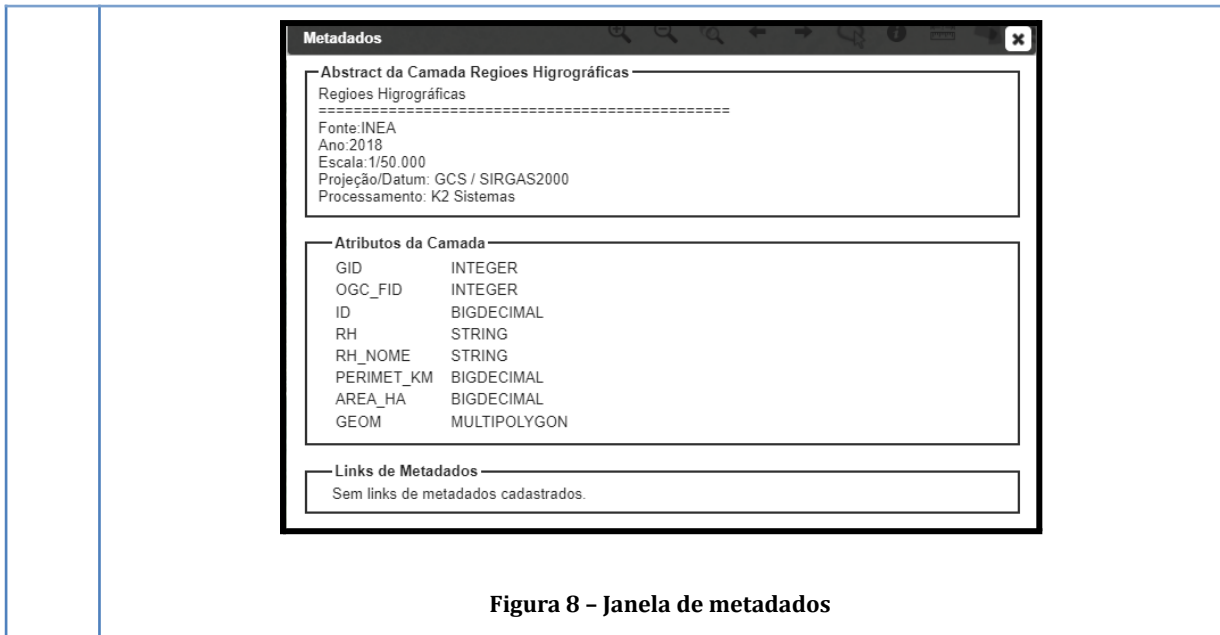 Metadados
Abstract da Camada Regioes Higrográficas
Regioes Higrográficas
===============================================
Fonte:INEA
Ano:2018
Escala:1/50.000
Projeção/Datum: GCS / SIRGAS2000
Processamento: K2 Sistemas
Atributos da Camada
GID INTEGER
OGC_FID INTEGER
ID BIGDECIMAL
RH STRING
RH_NOME STRING
PERIMET_KM BIGDECIMAL
AREA_HA BIGDECIMAL
GEOM MULTIPOLYGON
Links de Metadados
Sem links de metadados cadastrados.
Figura 8 – Janela de metadados